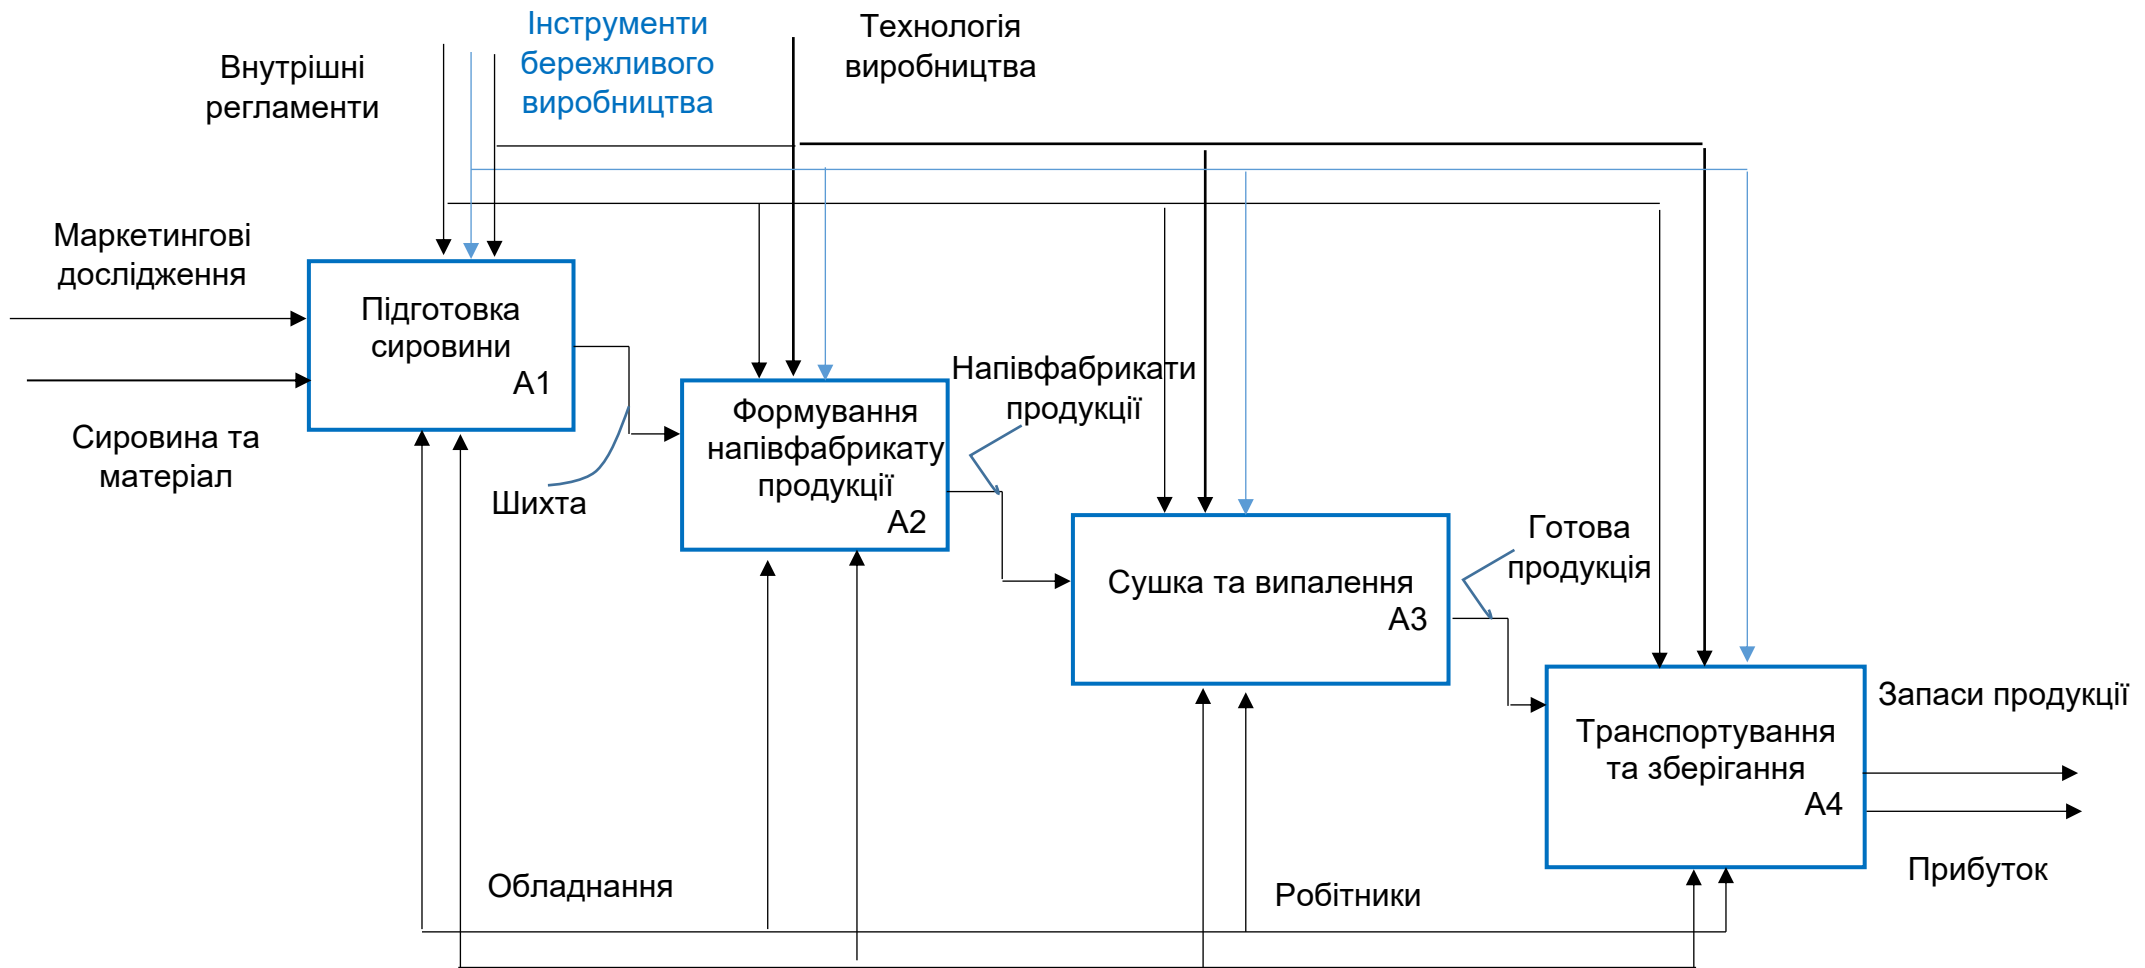 Внутрішні
регламенти
Інструменти
бережливого
виробництва
Технологія
виробництва
Маркетингові
дослідження
Сировина та
матеріал
Підготовка
сировини
А1
Шихта
Формування
напівфабрикату
продукції
А2
Напівфабрикати
продукції
Сушка та випалення
А3
Готова
продукція
Транспортування
та зберігання
А4
Запаси продукції
Прибуток
Обладнання
Робітники